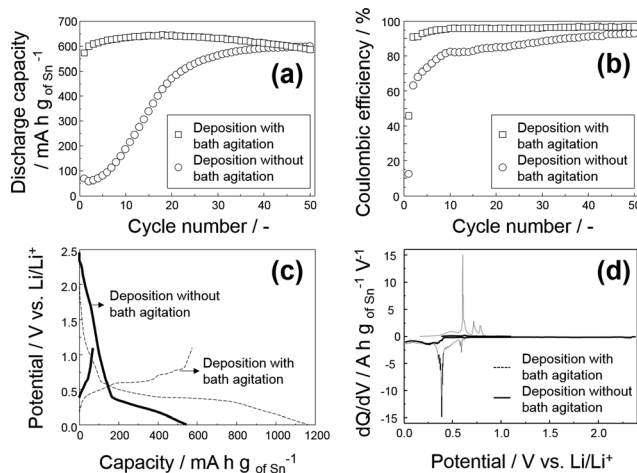 Discharge capacity
/ mA h g of Sn⁻¹
800
700
600
500
400
300
200
100
0
(a)
Deposition with
bath agitation
Deposition without
bath agitation
0 10 20 30 40 50
Cycle number / -
Coulombic efficiency / %
100
80
60
40
20
0
(b)
Deposition with
bath agitation
Deposition without
bath agitation
0 10 20 30 40 50
Cycle number / -
Potential / V vs. Li/Li⁺
2.5
2.0
1.5
1.0
0.5
0.0
(c)
Deposition without
bath agitation
Deposition with
bath agitation
0 200 400 600 800 1000 1200
Capacity / mA h g of Sn⁻¹
dQ/dV / A h g of Sn⁻¹ V⁻¹
15
10
5
0
-5
-10
-15
(d)
Deposition with
bath agitation
Deposition without
bath agitation
0.0 0.5 1.0 1.5 2.0
Potential / V vs. Li/Li⁺